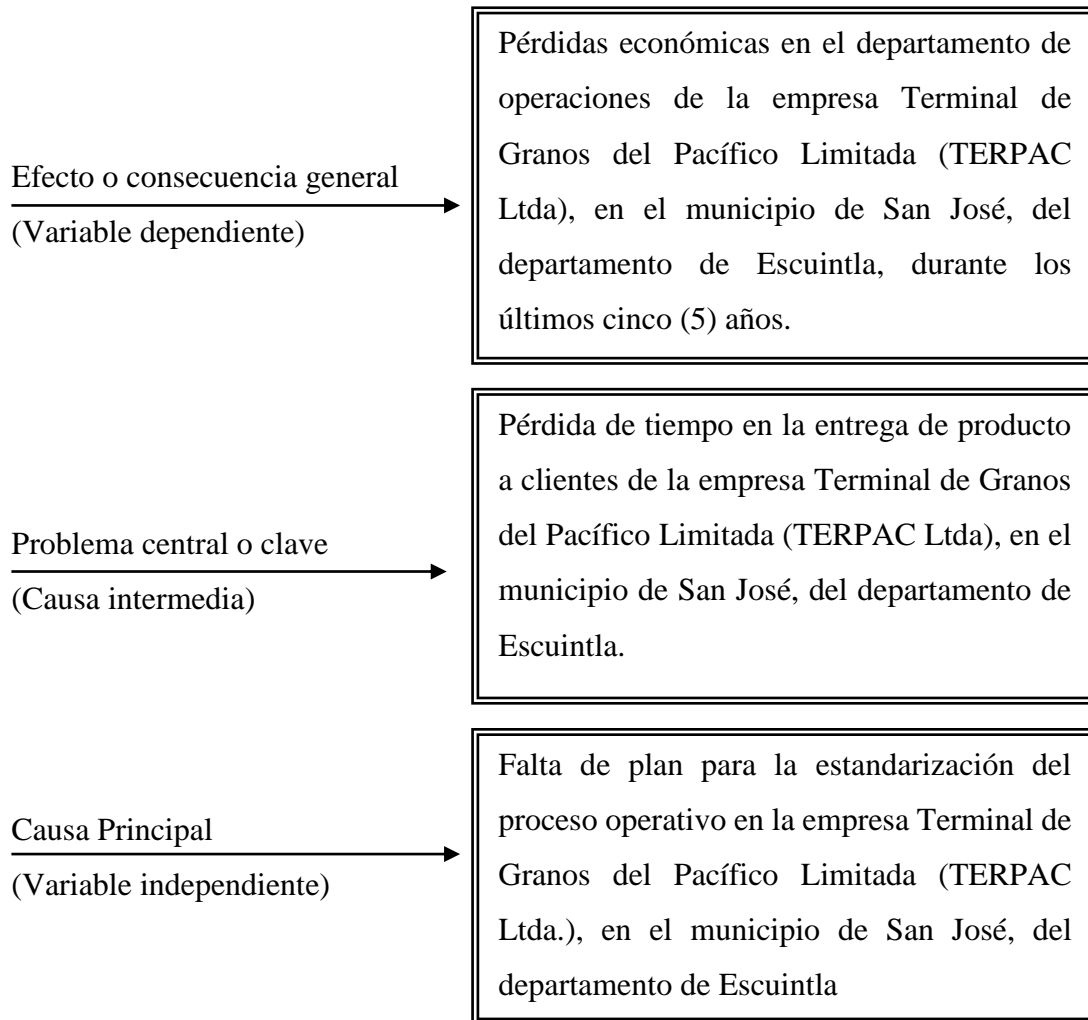 Efecto o consecuencia general
(Variable dependiente)
Pérdidas económicas en el departamento de
operaciones de la empresa Terminal de
Granos del Pacífico Limitada (TERPAC
Ltda), en el municipio de San José, del
departamento de Escuintla, durante los
últimos cinco (5) años.
Problema central o clave
(Causa intermedia)
Pérdida de tiempo en la entrega de producto
a clientes de la empresa Terminal de Granos
del Pacífico Limitada (TERPAC Ltda), en el
municipio de San José, del departamento de
Escuintla.
Causa Principal
(Variable independiente)
Falta de plan para la estandarización del
proceso operativo en la empresa Terminal de
Granos del Pacífico Limitada (TERPAC
Ltda.), en el municipio de San José, del
departamento de Escuintla